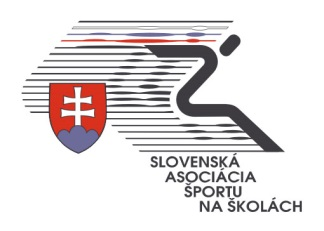 SLOVENSKÁ
ASOCIÁCIA
ŠPORTU
NA ŠKOLÁCH